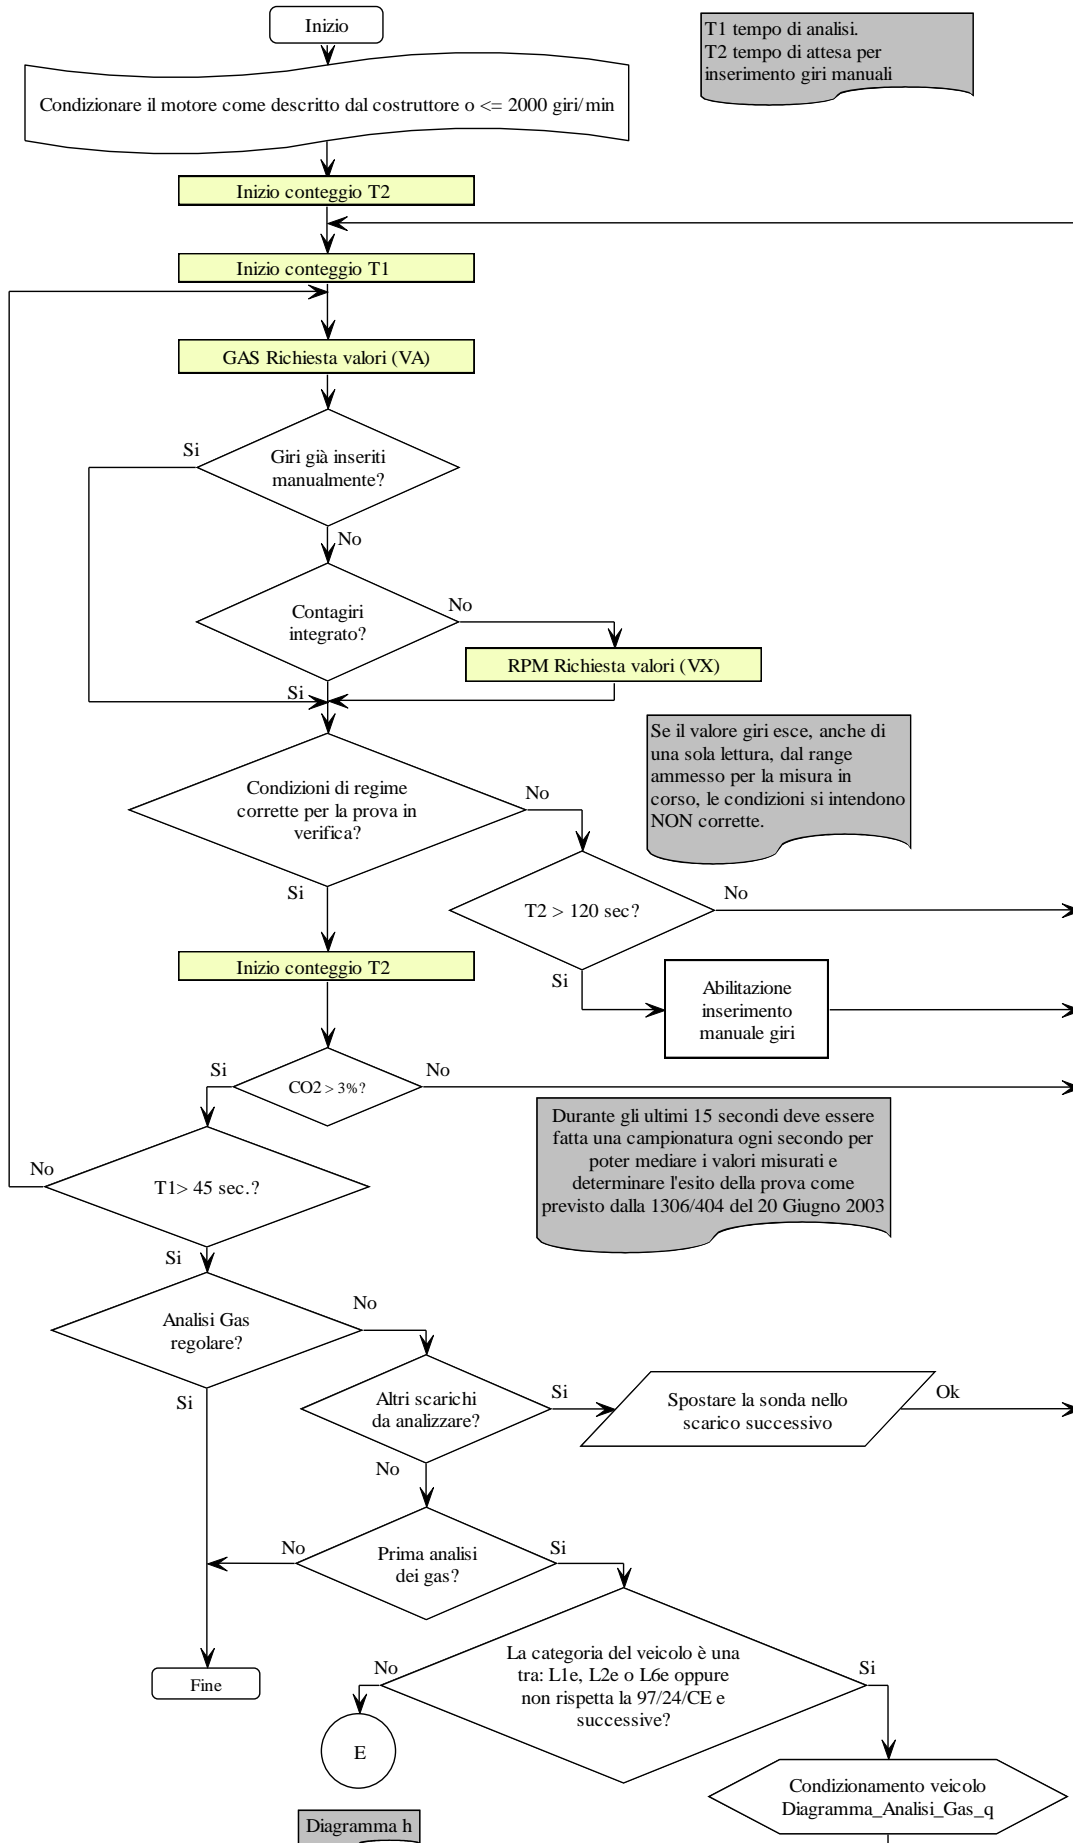 Inizio
T1 tempo di analisi.
T2 tempo di attesa per
inserimento giri manuali
Condizionare il motore come descritto dal costruttore o <= 2000 giri/min
Inizio conteggio T2
Inizio conteggio T1
GAS Richiesta valori (VA)
Si
Giri già inseriti
manualmente?
No
Contagiri
integrato?
No
RPM Richiesta valori (VX)
Si
Se il valore giri esce, anche di
una sola lettura, dal range
ammesso per la misura in
corso, le condizioni si intendono
NON corrette.
Condizioni di regime
corrette per la prova in
verifica?
No
Si
T2 > 120 sec?
No
Inizio conteggio T2
Si
Abilitazione
inserimento
manuale giri
Si
CO2 > 3%?
No
Durante gli ultimi 15 secondi deve essere
fatta una campionatura ogni secondo per
poter mediare i valori misurati e
determinare l'esito della prova come
previsto dalla 1306/404 del 20 Giugno 2003
No
T1> 45 sec.?
Si
Analisi Gas
regolare?
No
Si
Altri scarichi
da analizzare?
Si
Spostare la sonda nello
scarico successivo
Ok
No
No
Prima analisi
dei gas?
Si
La categoria del veicolo è una
tra: L1e, L2e o L6e oppure
non rispetta la 97/24/CE e
successive?
No
Si
Fine
E
Condizionamento veicolo
Diagramma_Analisi_Gas_q
Diagramma h